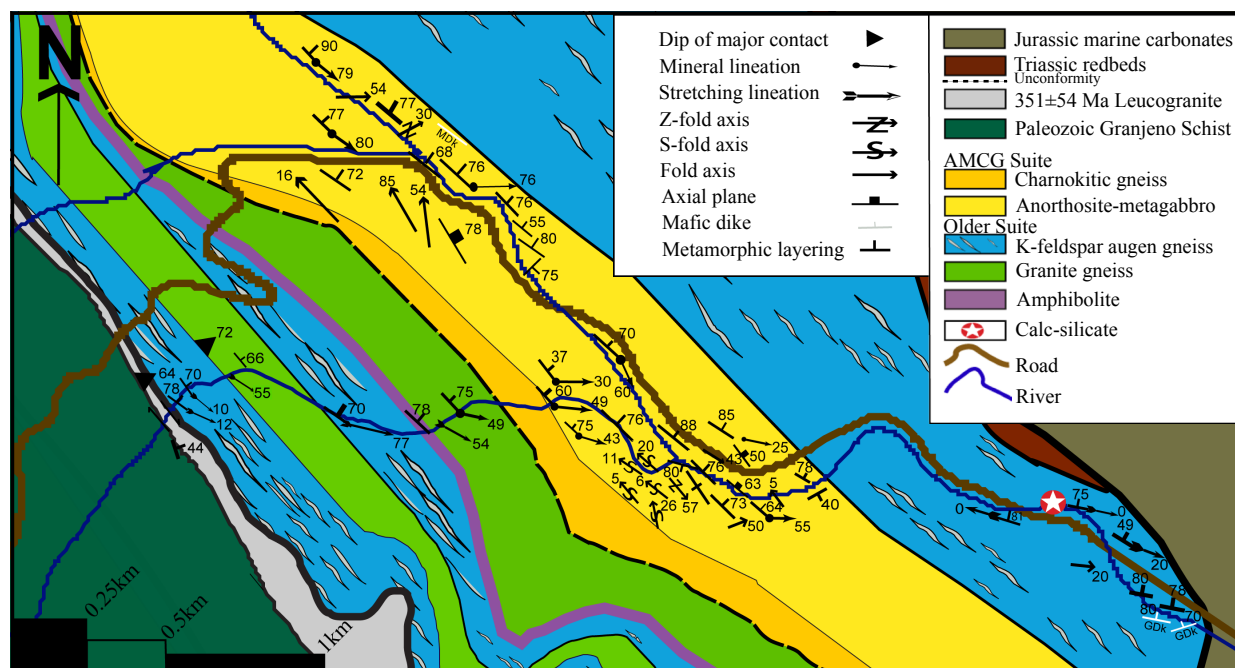 N
Dip of major contact
Mineral lineation
Stretching lineation
Z-fold axis
S-fold axis
Fold axis
Axial plane
Mafic dike
Metamorphic layering
Z
S
Jurassic marine carbonates
Triassic redbeds
Unconformity
351±54 Ma Leucogranite
Paleozoic Granjeno Schist
AMCG Suite
Charnokitic gneiss
Anorthosite-metagabbro
Older Suite
K-feldspar augen gneiss
Granite gneiss
Amphibolite
Calc-silicate
Road
River
90
79
54
77
30
Z
MDk
77
80
68
76
76
16
72
85
54
78
76
55
80
75
70
60
72
64
70
78
66
55
10
12
44
70
77
78
75
49
54
37
30
60
49
75
43
76
20
11
S
S
6
5
S
S
26
S
80
Z
57
88
85
25
43
50
76
63
5
78
73
50
64
55
40
0
81
75
0
49
20
20
80
78
80
70
GDk
GDk
0.25km
0.5km
1km